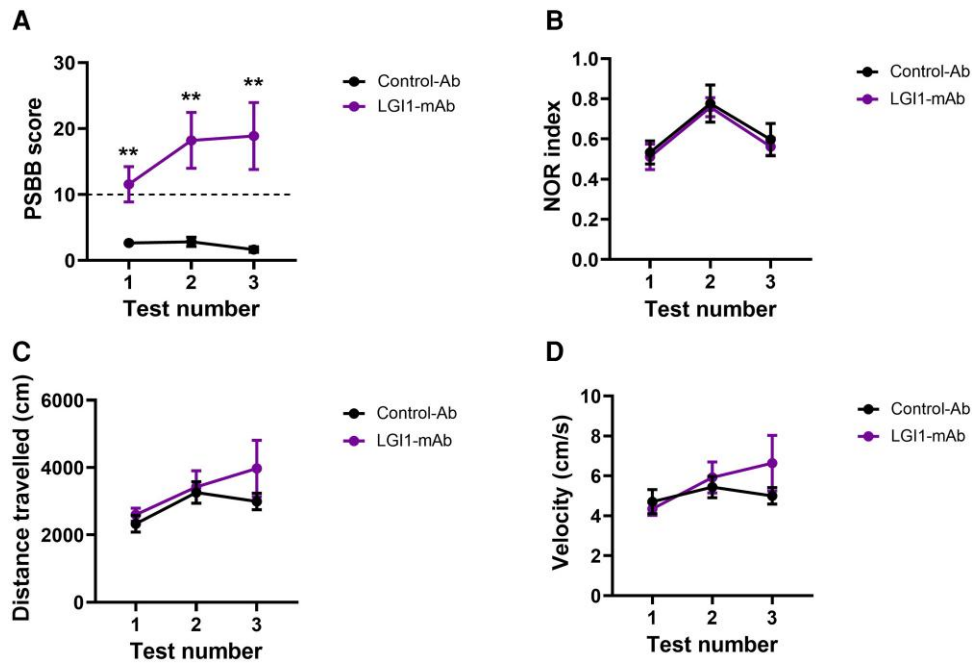 A
PSBB score
30
20
10
0
**
**
**
1 2 3
Test number
Control-Ab
LGI1-mAb
B
NOR index
1.0
0.8
0.6
0.4
0.2
0.0
1 2 3
Test number
Control-Ab
LGI1-mAb
C
Distance travelled (cm)
6000
4000
2000
0
1 2 3
Test number
Control-Ab
LGI1-mAb
D
Velocity (cm/s)
10
8
6
4
2
0
1 2 3
Test number
Control-Ab
LGI1-mAb